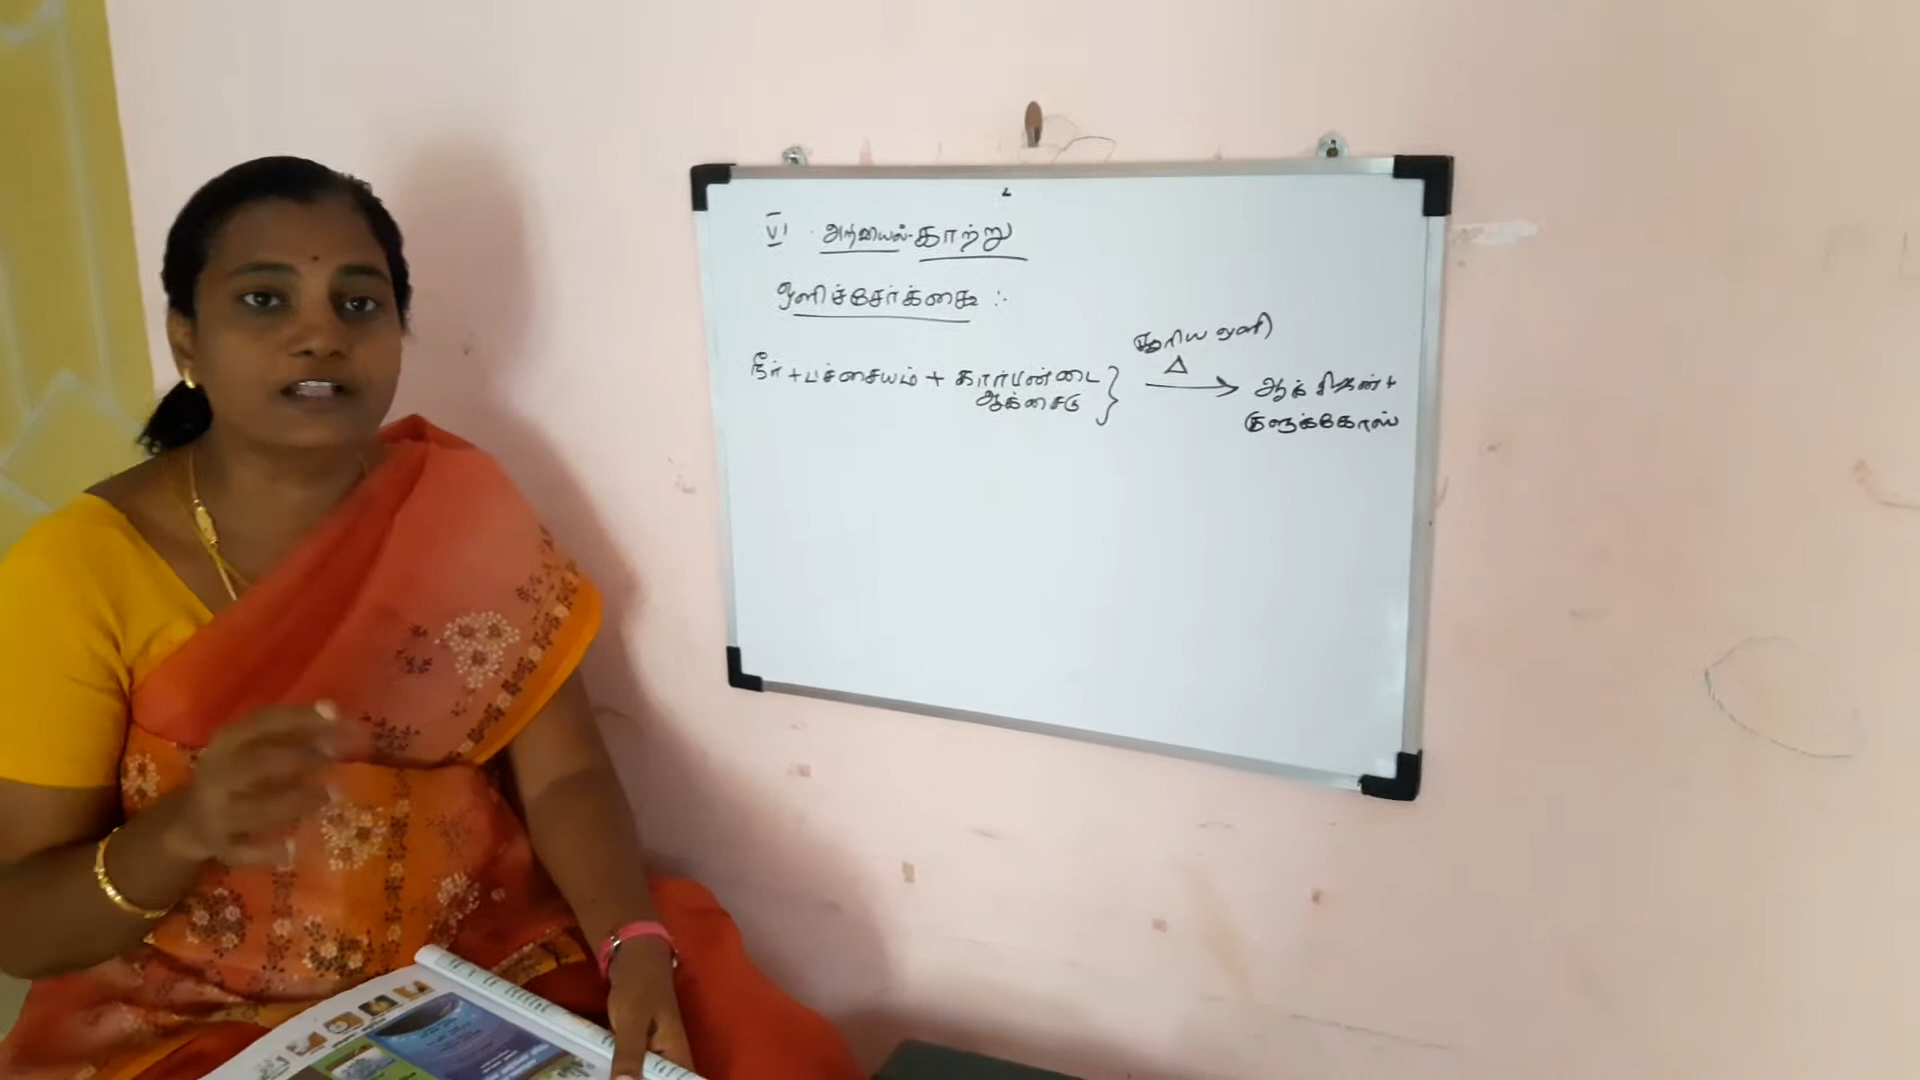 VI அறிவியல்-காற்று
ஒளிச்சேர்க்கை :-
சூரிய ஒளி
Δ
நீர் + பச்சையம் + கார்பன்டை } → ஆக்சிஜன் +
ஆக்சைடு குளுக்கோஸ்